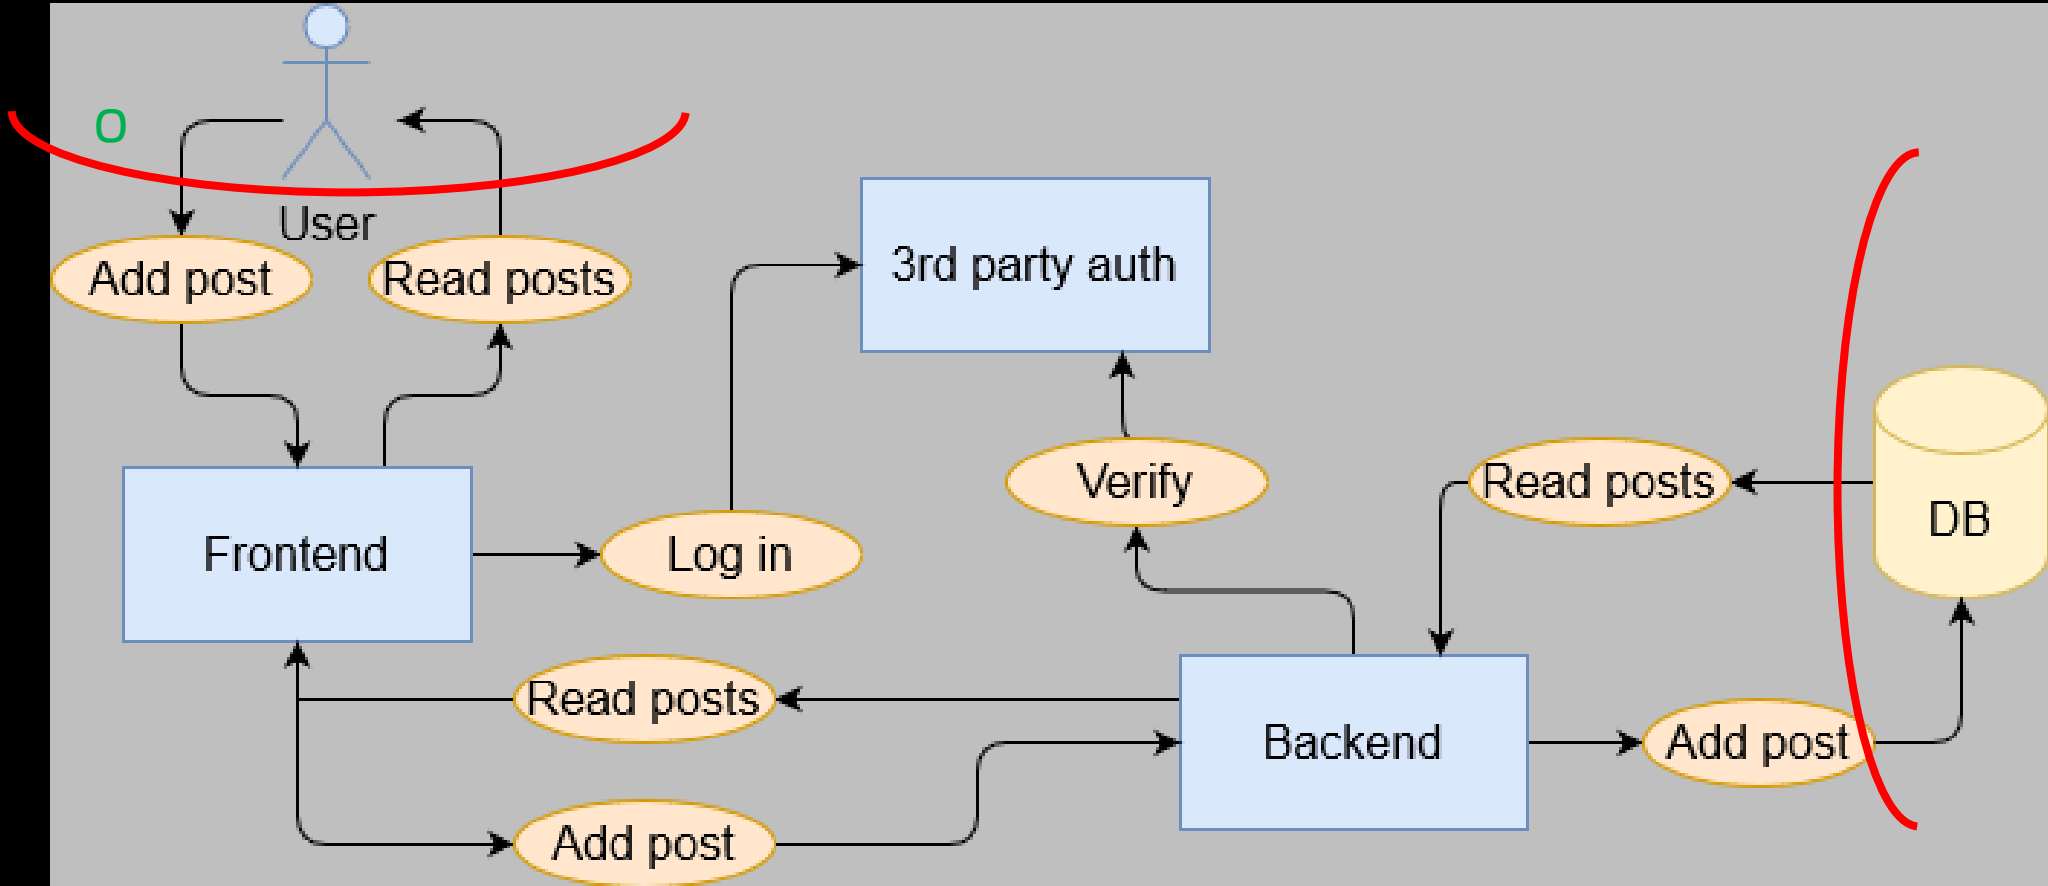 O
User
Add post
Read posts
3rd party auth
Verify
Read posts
DB
Frontend
Log in
Read posts
Backend
Add post
Add post